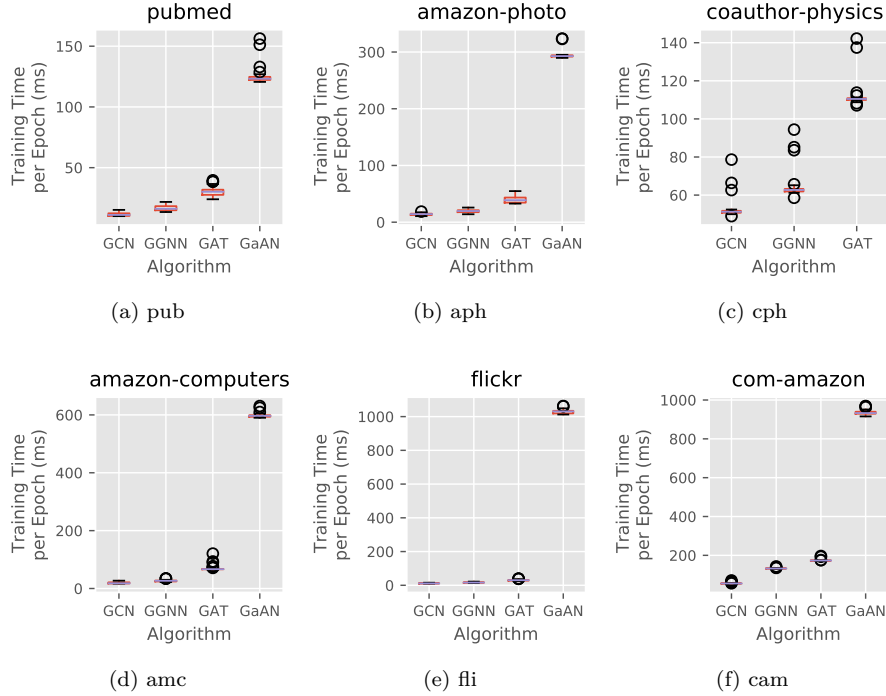 pubmed
150
100
50
Training Time
per Epoch (ms)
GCN GGNN GAT GaAN
Algorithm
(a) pub
amazon-photo
300
200
100
0
Training Time
per Epoch (ms)
GCN GGNN GAT GaAN
Algorithm
(b) aph
coauthor-physics
140
120
100
80
60
Training Time
per Epoch (ms)
GCN GGNN GAT
Algorithm
(c) cph
amazon-computers
600
400
200
0
Training Time
per Epoch (ms)
GCN GGNN GAT GaAN
Algorithm
(d) amc
flickr
1000
800
600
400
200
0
Training Time
per Epoch (ms)
GCN GGNN GAT GaAN
Algorithm
(e) fli
com-amazon
1000
800
600
400
200
Training Time
per Epoch (ms)
GCN GGNN GAT GaAN
Algorithm
(f) cam